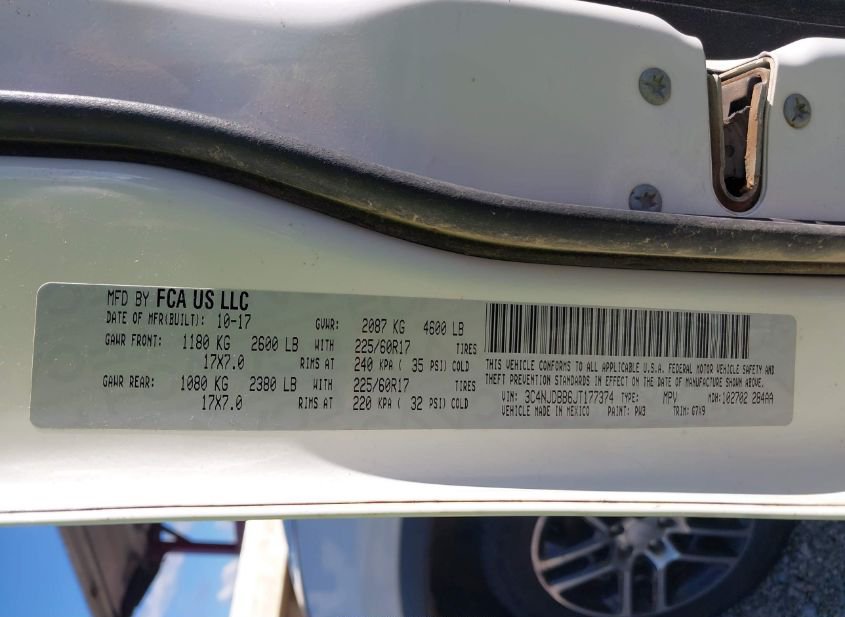 MFD BY FCA US LLC
DATE OF MFR(BUILT): 10-17 GVWR: 2087 KG 4600 LB
GAWR FRONT: 1180 KG 2600 LB WITH 225/60R17 TIRES
17X7.0 RIMS AT 240 KPA ( 35 PSI) COLD
GAWR REAR: 1080 KG 2380 LB WITH 225/60R17 TIRES
17X7.0 RIMS AT 220 KPA ( 32 PSI) COLD
THIS VEHICLE CONFORMS TO ALL APPLICABLE U.S.A. FEDERAL MOTOR VEHICLE SAFETY AND
THEFT PREVENTION STANDARDS IN EFFECT ON THE DATE OF MANUFACTURE SHOWN ABOVE.
VIN: 3C4NJDBB6JT177374 TYPE: MPV MDH:102702 284AA
VEHICLE MADE IN MEXICO PAINT: PW3 TRIM: